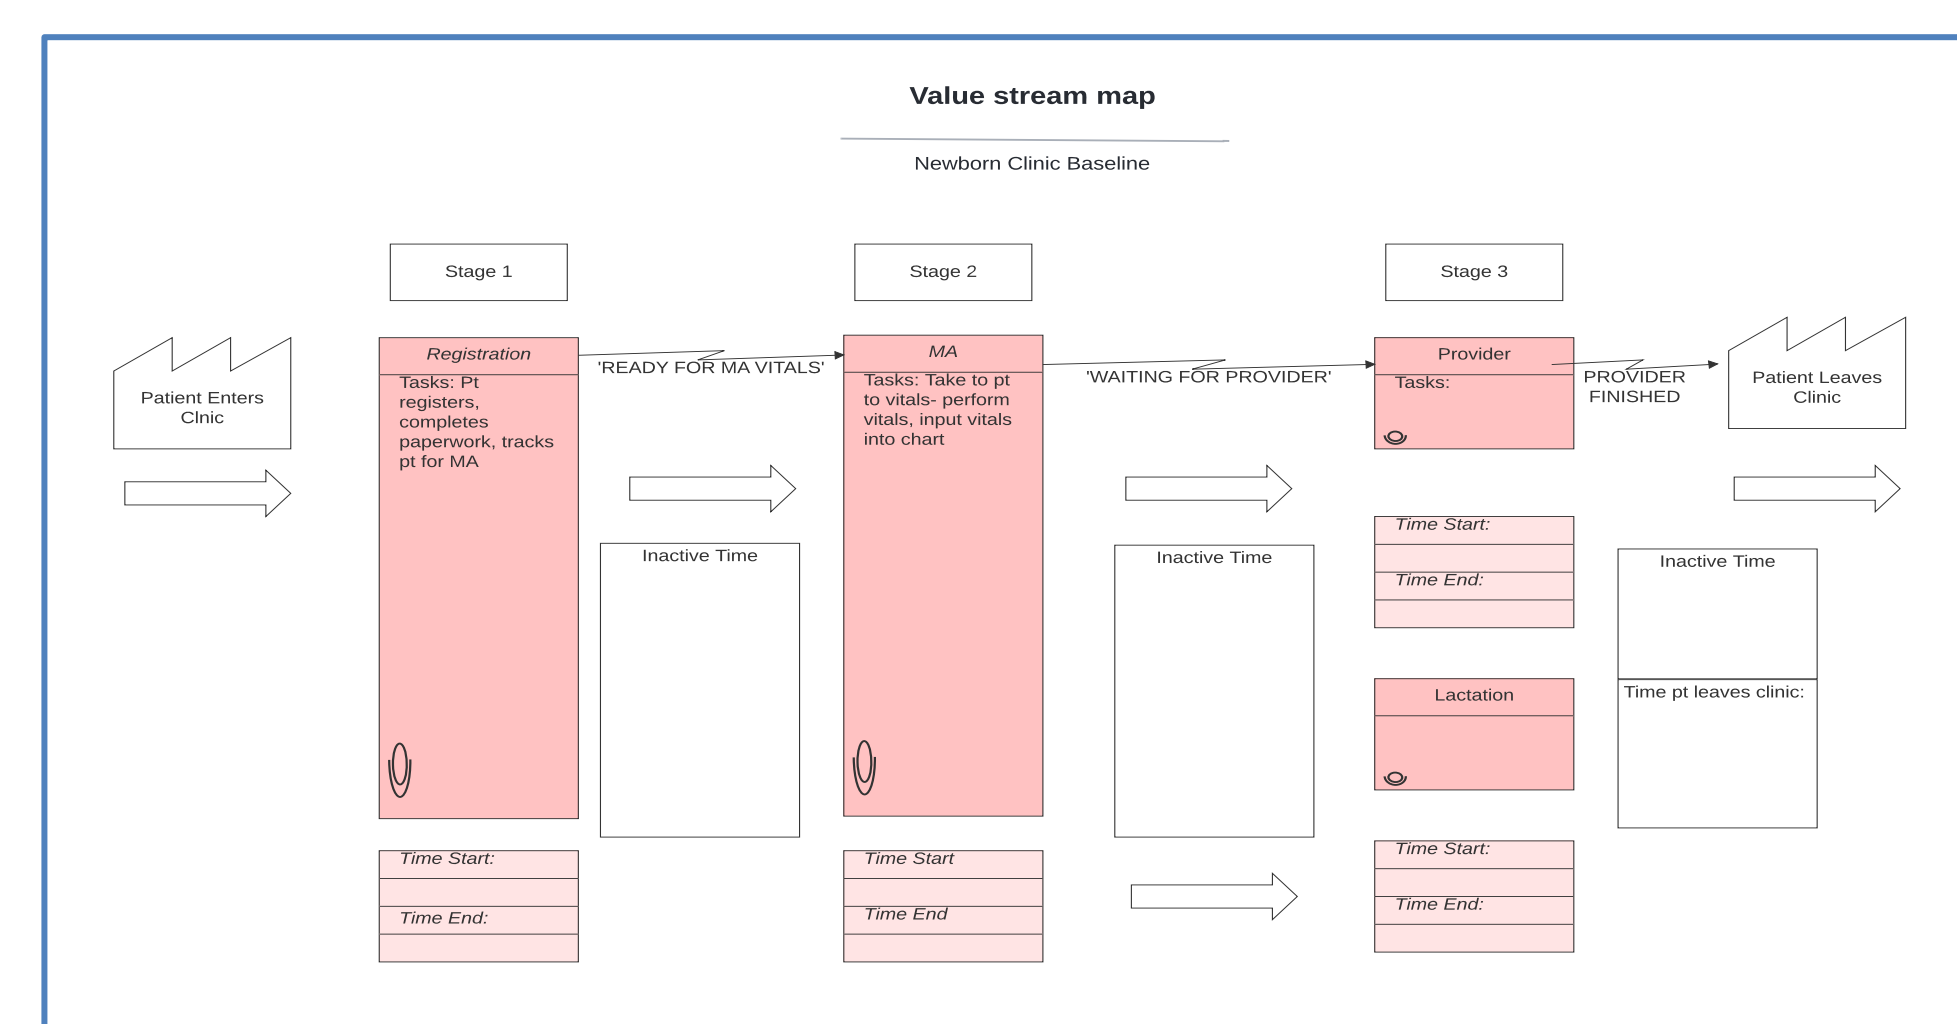 Value stream map
Newborn Clinic Baseline
Stage 1
Stage 2
Stage 3
Patient Enters
Clnic
Registration
Tasks: Pt
registers,
completes
paperwork, tracks
pt for MA
'READY FOR MA VITALS'
MA
Tasks: Take to pt
to vitals- perform
vitals, input vitals
into chart
'WAITING FOR PROVIDER'
Provider
Tasks:
PROVIDER
FINISHED
Patient Leaves
Clinic
Inactive Time
Inactive Time
Time Start:
Time End:
Inactive Time
Lactation
Time pt leaves clinic:
Time Start:
Time End:
Time Start
Time End
Time Start:
Time End: